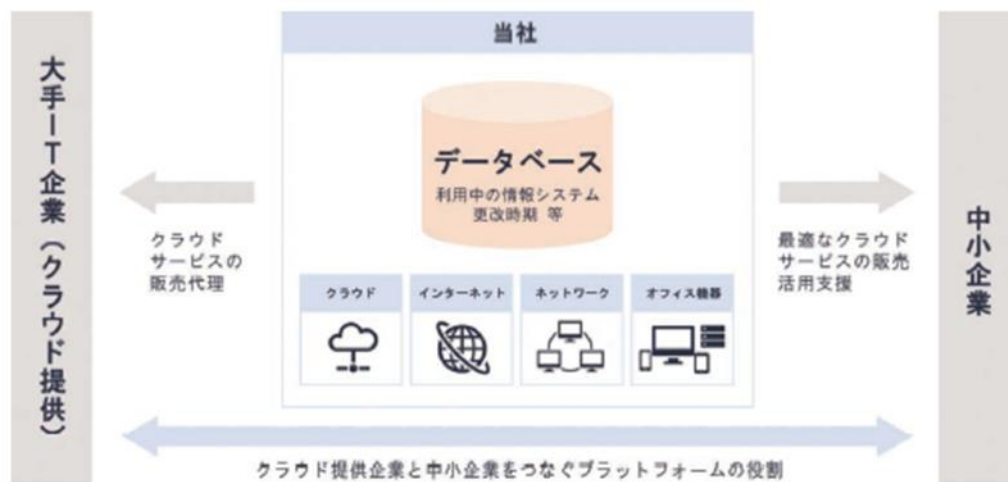 当社
大手IT企業（クラウド提供）
データベース
利用中の情報システム
更改時期 等
クラウド
サービスの
販売代理
最適なクラウド
サービスの販売
活用支援
中小企業
クラウド
インターネット
ネットワーク
オフィス機器
クラウド提供企業と中小企業をつなぐプラットフォームの役割